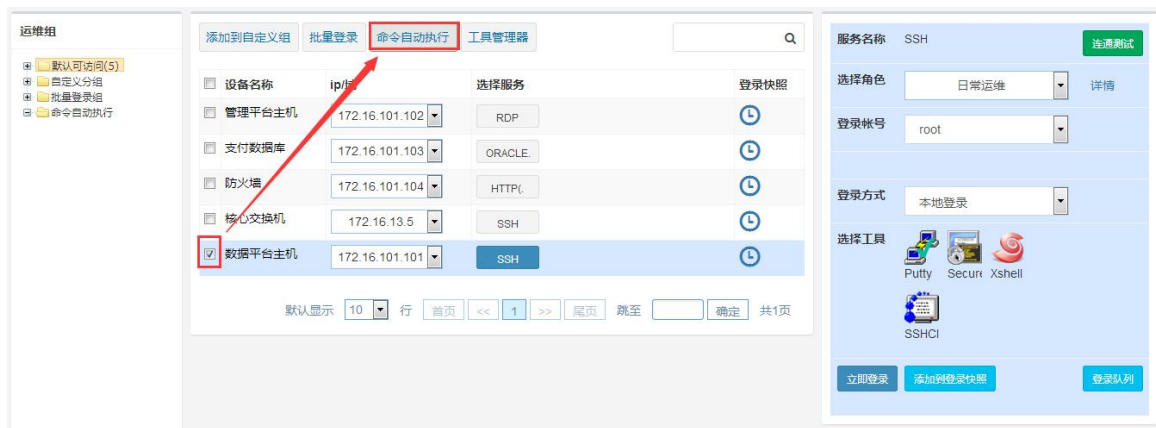 运维组
默认可访问(5)
自定义分组
批量登录组
命令自动执行
添加到自定义组 批量登录 命令自动执行 工具管理器
设备名称 选择服务 登录快照
管理平台主机 172.16.101.102 RDP
支付数据库 172.16.101.103 ORACLE.
防火墙 172.16.101.104 HTTP(.
核心交换机 172.16.13.5 SSH
数据平台主机 172.16.101.101 SSH
默认显示 10 行 首页 << 1 >> 尾页 跳至 确定 共1页
服务名称 SSH 连通测试
选择角色 日常运维 详情
登录帐号 root
登录方式 本地登录
选择工具
Putty Secure Xshell
SSHCl
立即登录 添加到登录快照 登录队列